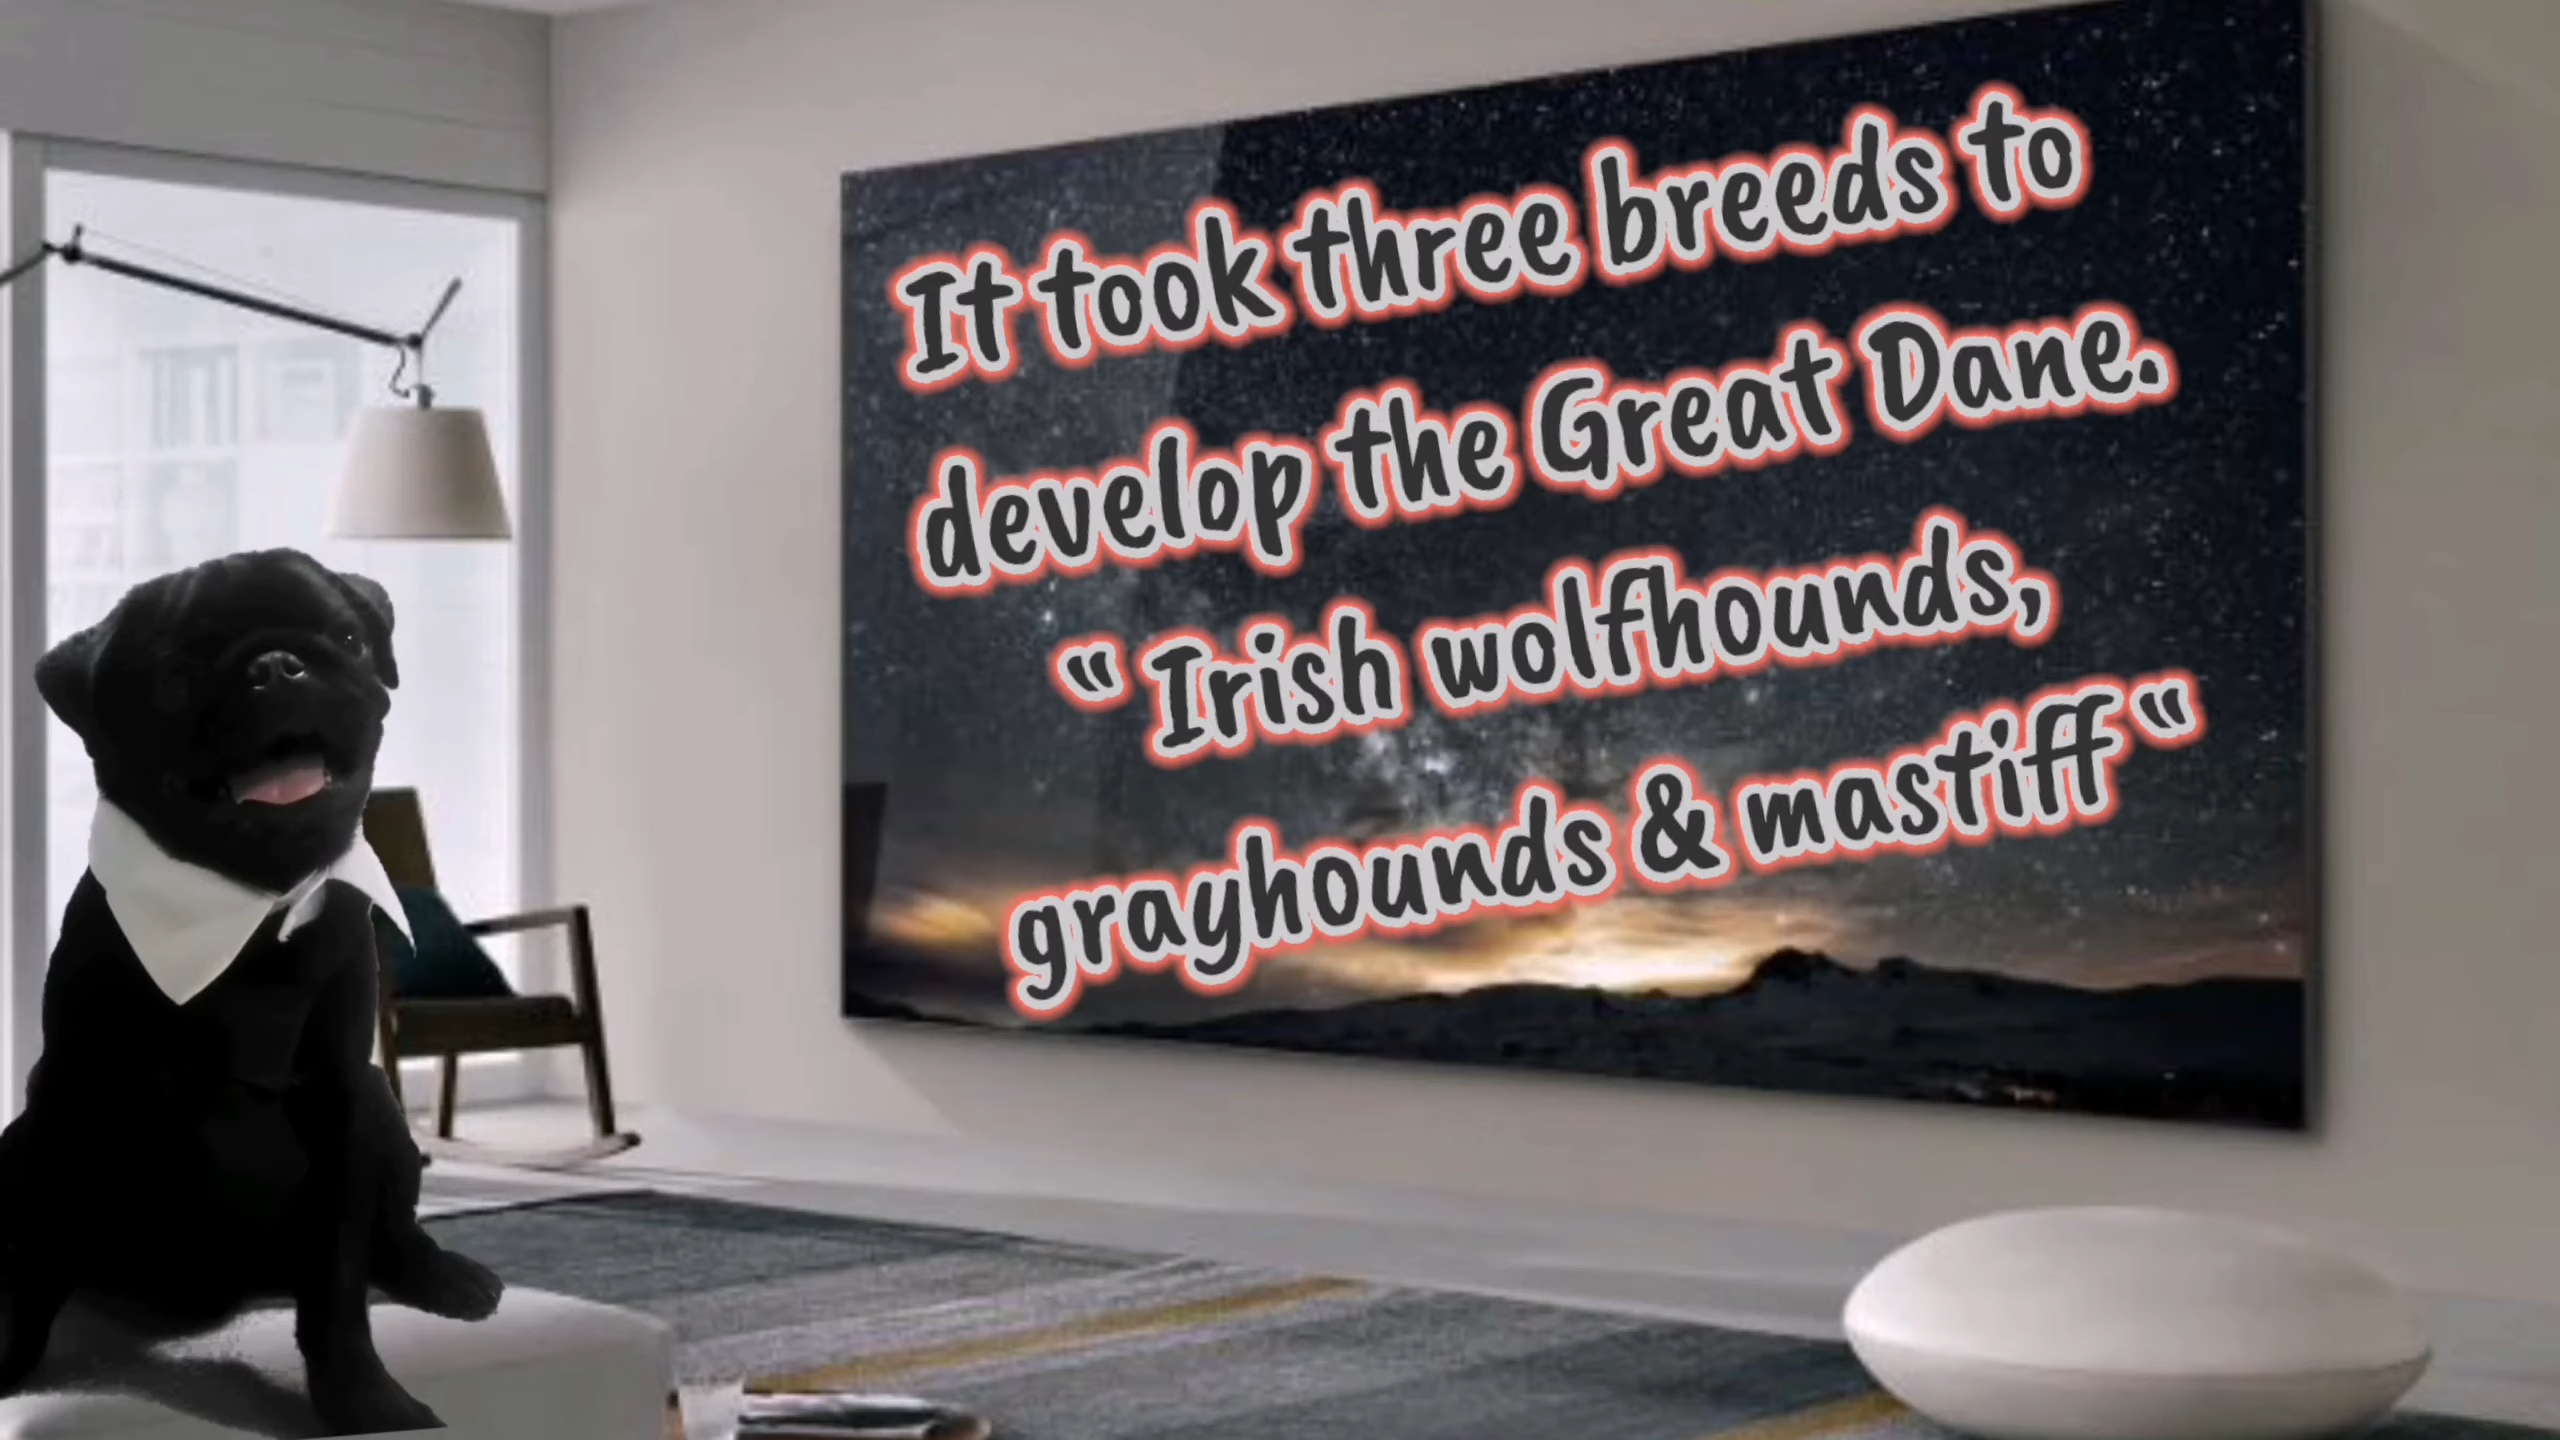 It took three breeds to
develop the Great Dane.
“ Irish wolfhounds,
grayhounds & mastiff “